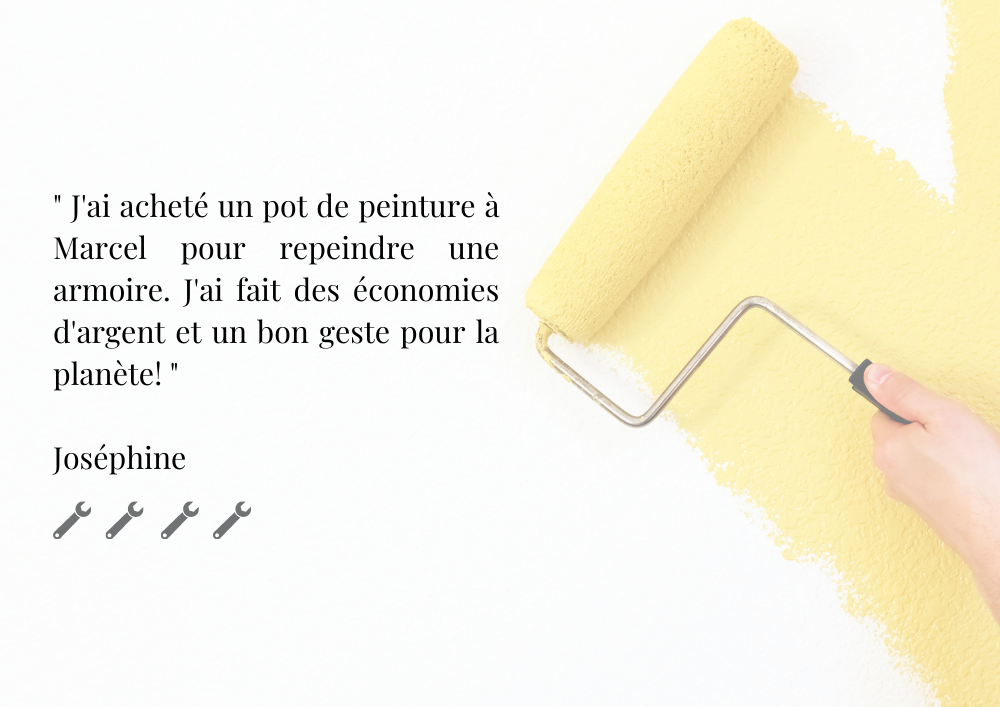 " J'ai acheté un pot de peinture à
Marcel pour repeindre une
armoire. J'ai fait des économies
d'argent et un bon geste pour la
planète! "
Joséphine